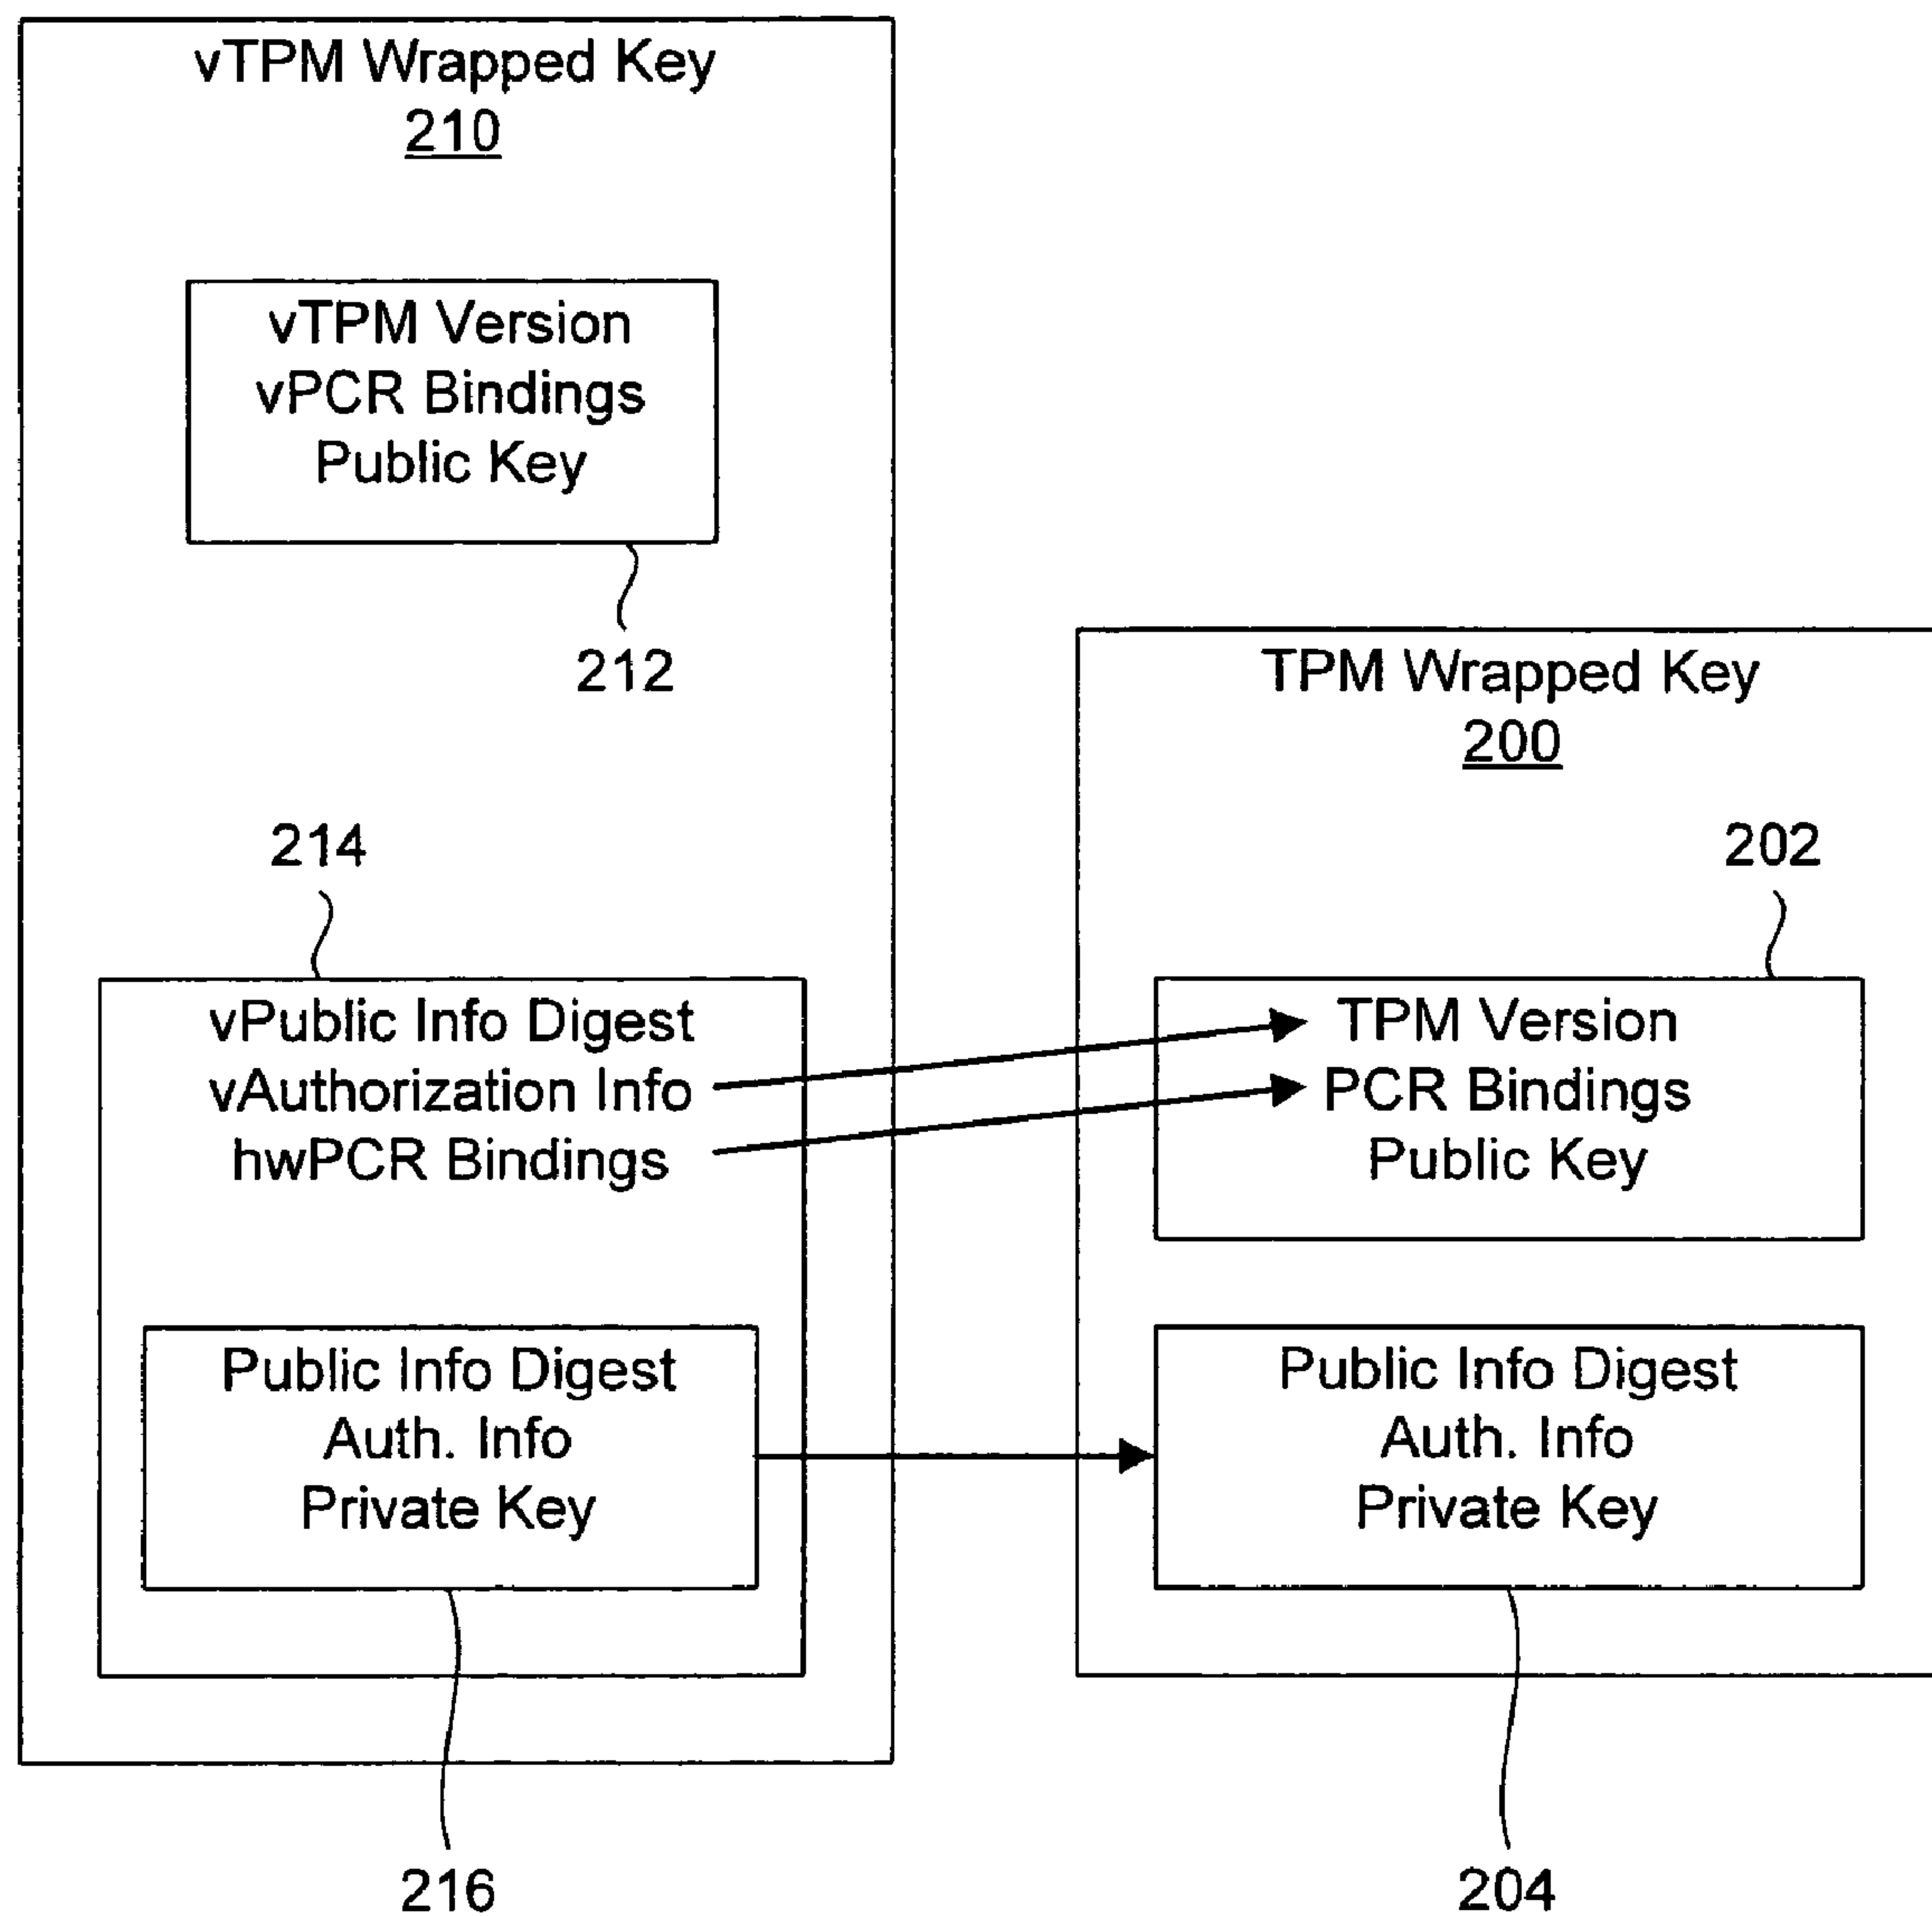 vTPM Wrapped Key
210
vTPM Version
vPCR Bindings
Public Key
212
214
vPublic Info Digest
vAuthorization Info
hwPCR Bindings
Public Info Digest
Auth. Info
Private Key
216
TPM Wrapped Key
200
202
TPM Version
PCR Bindings
Public Key
Public Info Digest
Auth. Info
Private Key
204